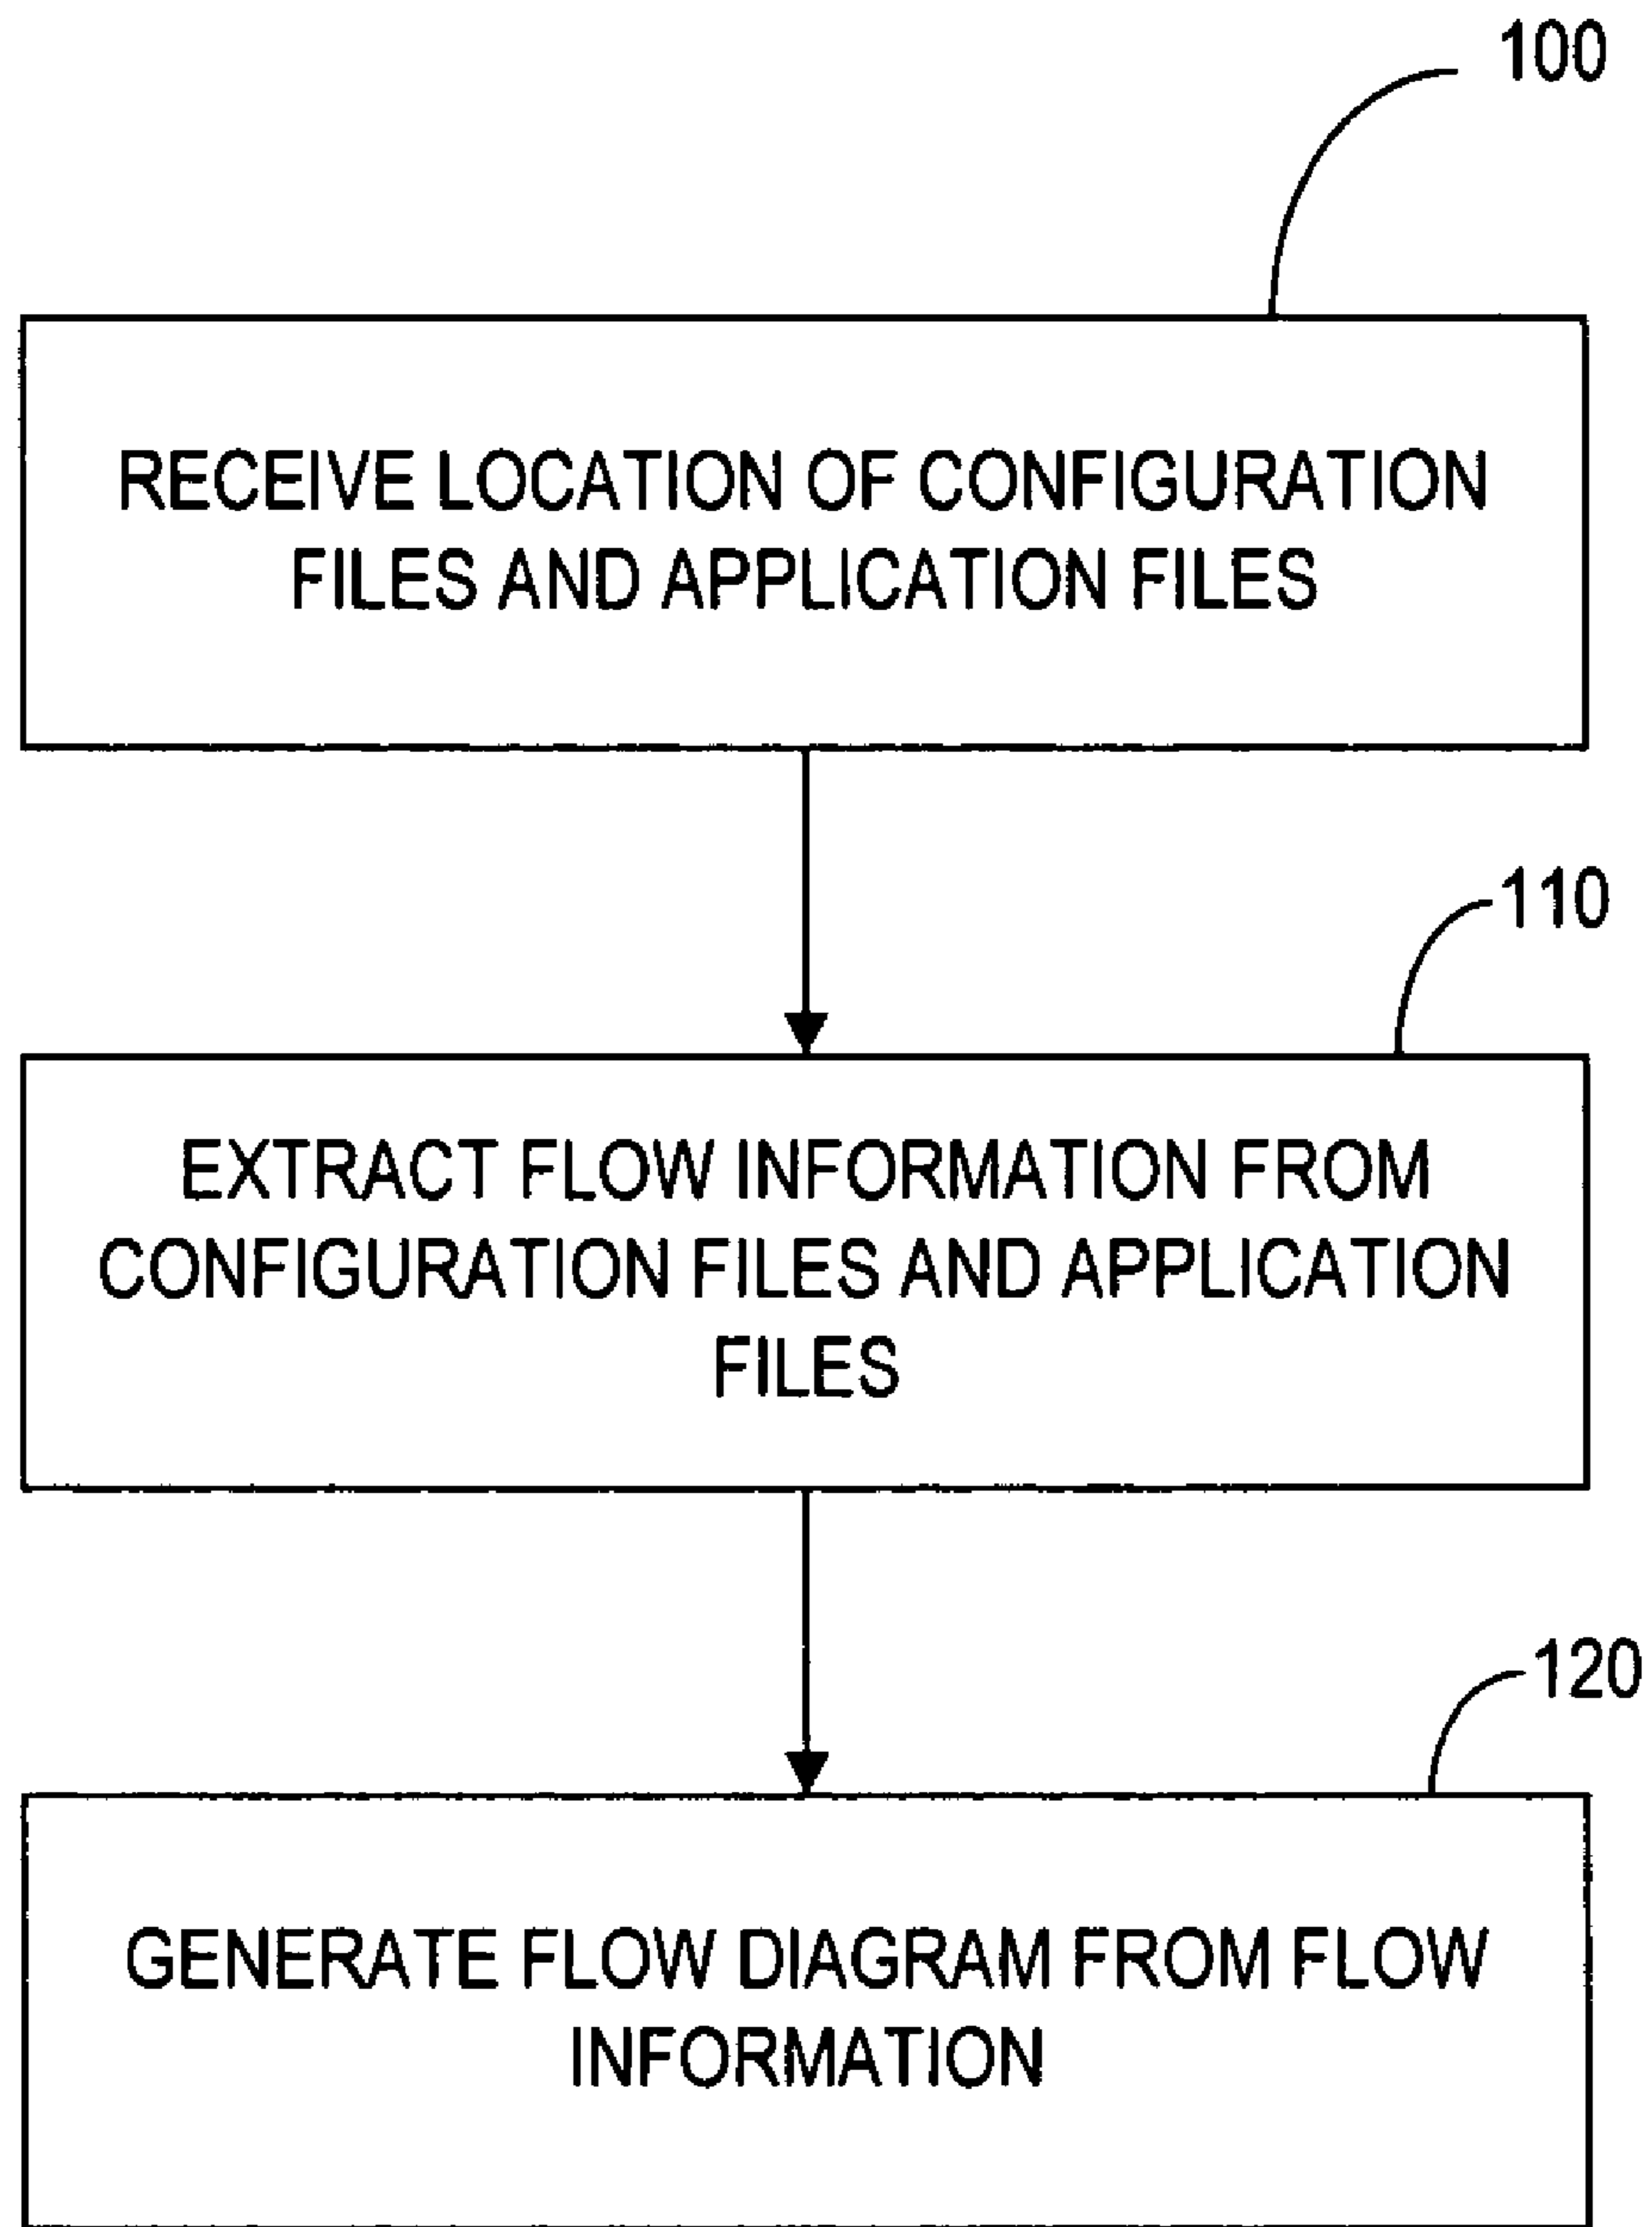 100
RECEIVE LOCATION OF CONFIGURATION
FILES AND APPLICATION FILES
110
EXTRACT FLOW INFORMATION FROM
CONFIGURATION FILES AND APPLICATION
FILES
120
GENERATE FLOW DIAGRAM FROM FLOW
INFORMATION